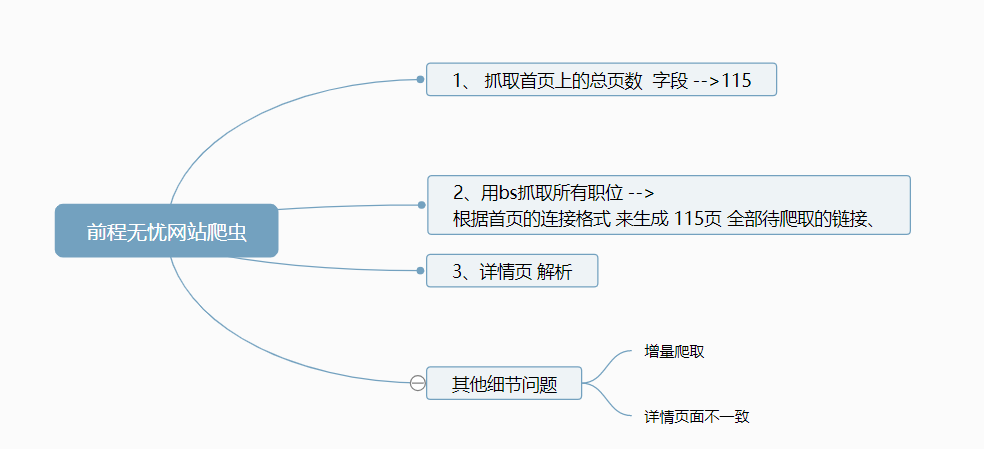 前程无忧网站爬虫
1、 抓取首页上的总页数  字段 -->115
2、用bs抓取所有职位 -->
根据首页的连接格式 来生成 115页 全部待爬取的链接、
3、详情页 解析
其他细节问题
增量爬取
详情页面不一致